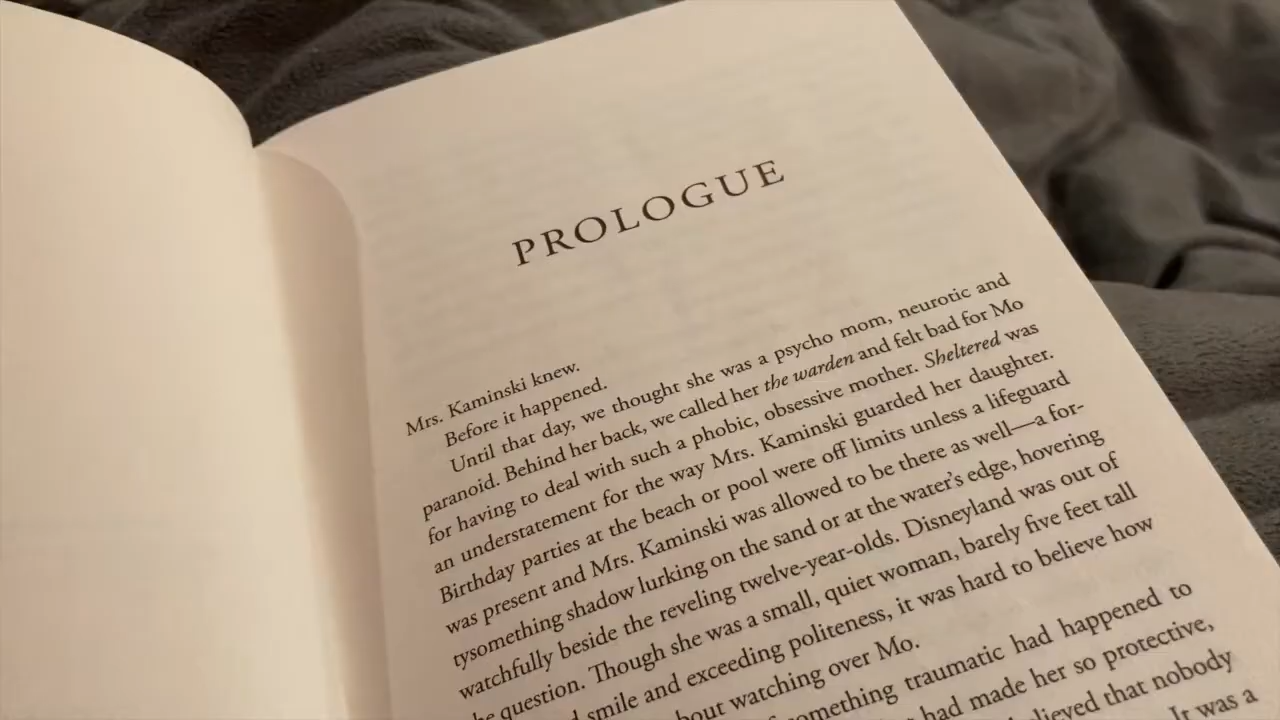 PROLOGUE
Mrs. Kaminski knew.
Before it happened.
Until that day, we thought she was a psycho mom, neurotic and
paranoid. Behind her back, we called her the warden and felt bad for Mo
for having to deal with such a phobic, obsessive mother. Sheltered was
an understatement for the way Mrs. Kaminski guarded her daughter.
Birthday parties at the beach or pool were off limits unless a lifeguard
was present and Mrs. Kaminski was allowed to be there as well—a for-
tysomething shadow lurking on the sand or at the water's edge, hovering
watchfully beside the reveling twelve-year-olds. Disneyland was out of
question. Though she was a small, quiet woman, barely five feet tall
smile and exceeding politeness, it was hard to believe how
watching over Mo.
something traumatic had happened to
had made her so protective,
that nobody
It was a